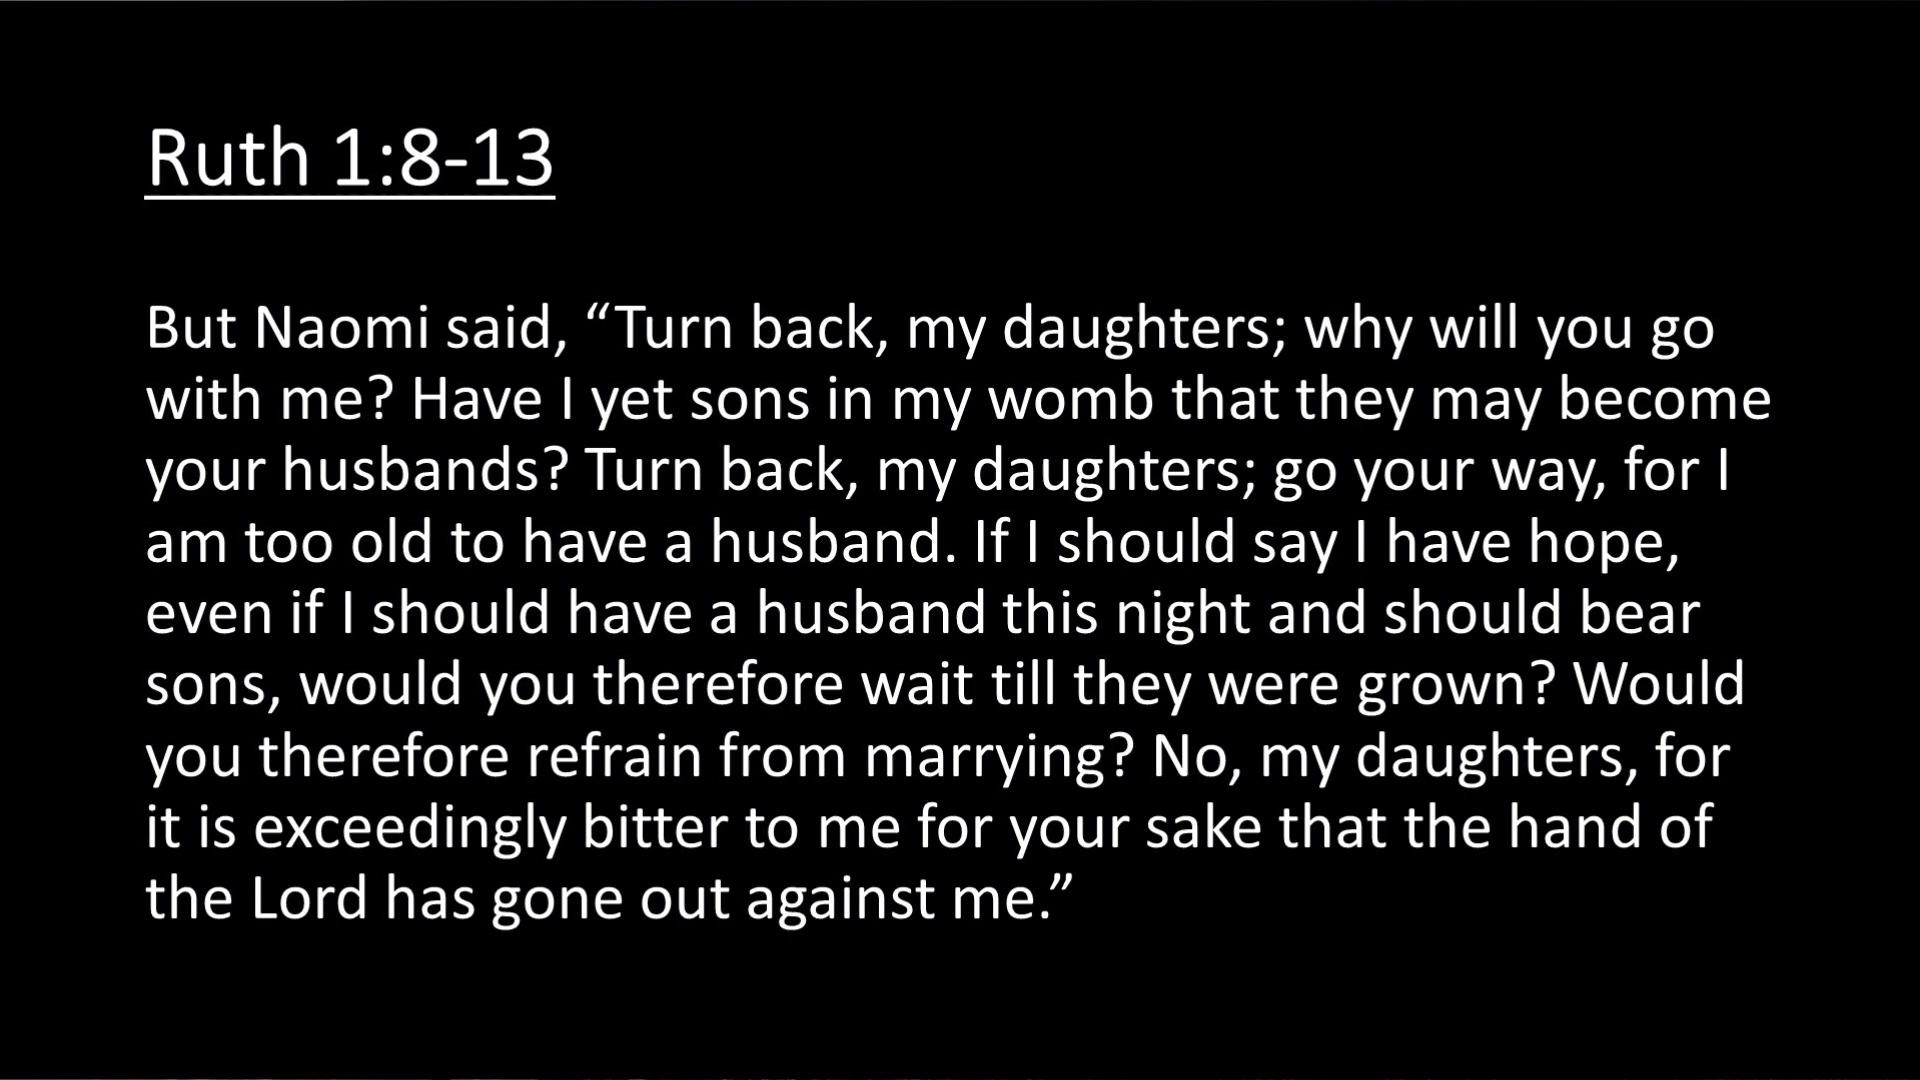 Ruth 1:8-13
But Naomi said, “Turn back, my daughters; why will you go
with me? Have I yet sons in my womb that they may become
your husbands? Turn back, my daughters; go your way, for I
am too old to have a husband. If I should say I have hope,
even if I should have a husband this night and should bear
sons, would you therefore wait till they were grown? Would
you therefore refrain from marrying? No, my daughters, for
it is exceedingly bitter to me for your sake that the hand of
the Lord has gone out against me.”